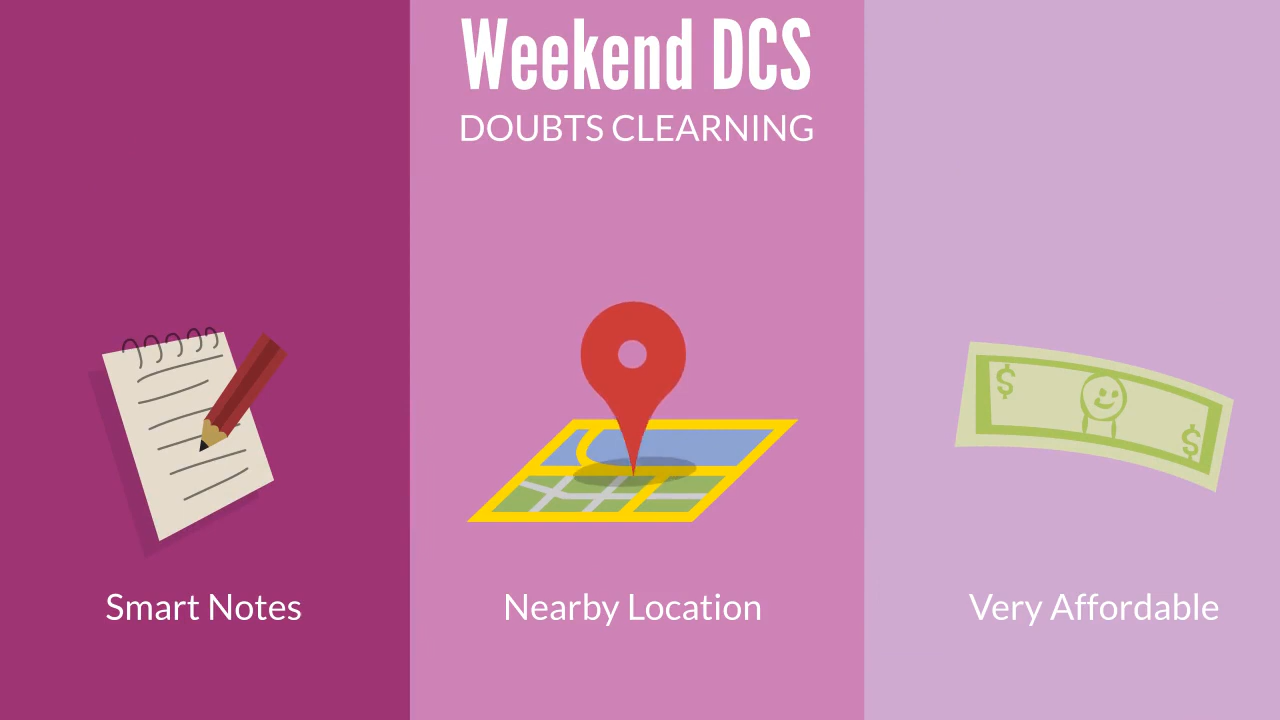 Weekend DCS
DOUBTS CLEARNING
Smart Notes
Nearby Location
Very Affordable
$
$